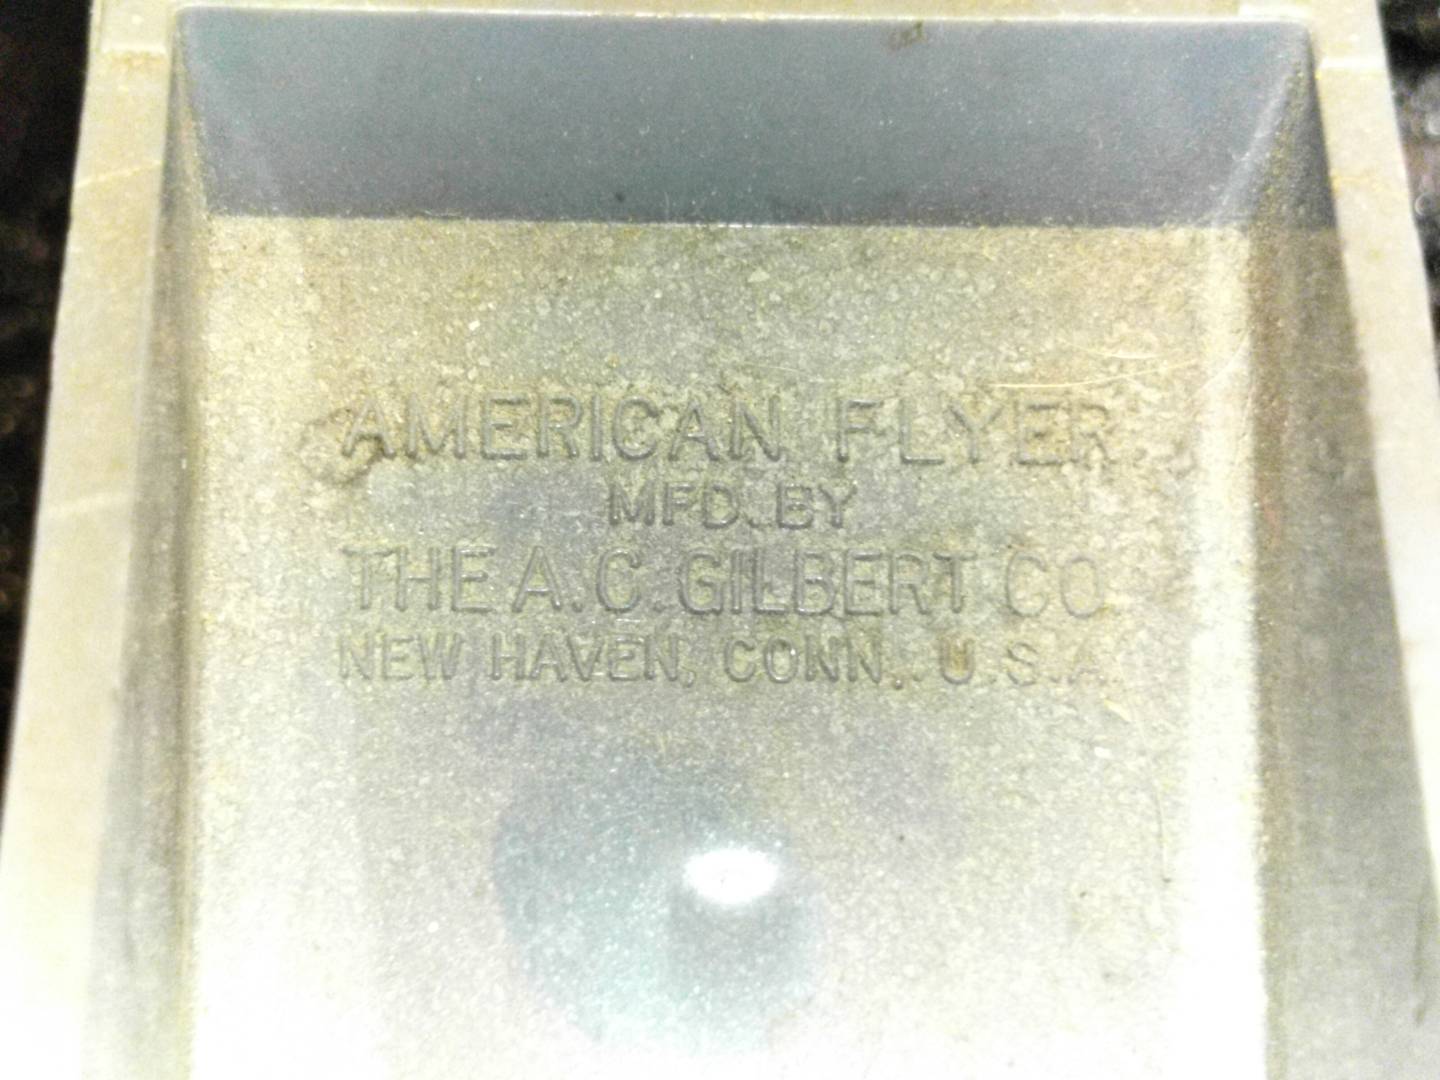 AMERICAN FLYER
MFD. BY
THE A.C. GILBERT CO
NEW HAVEN, CONN., U.S.A.